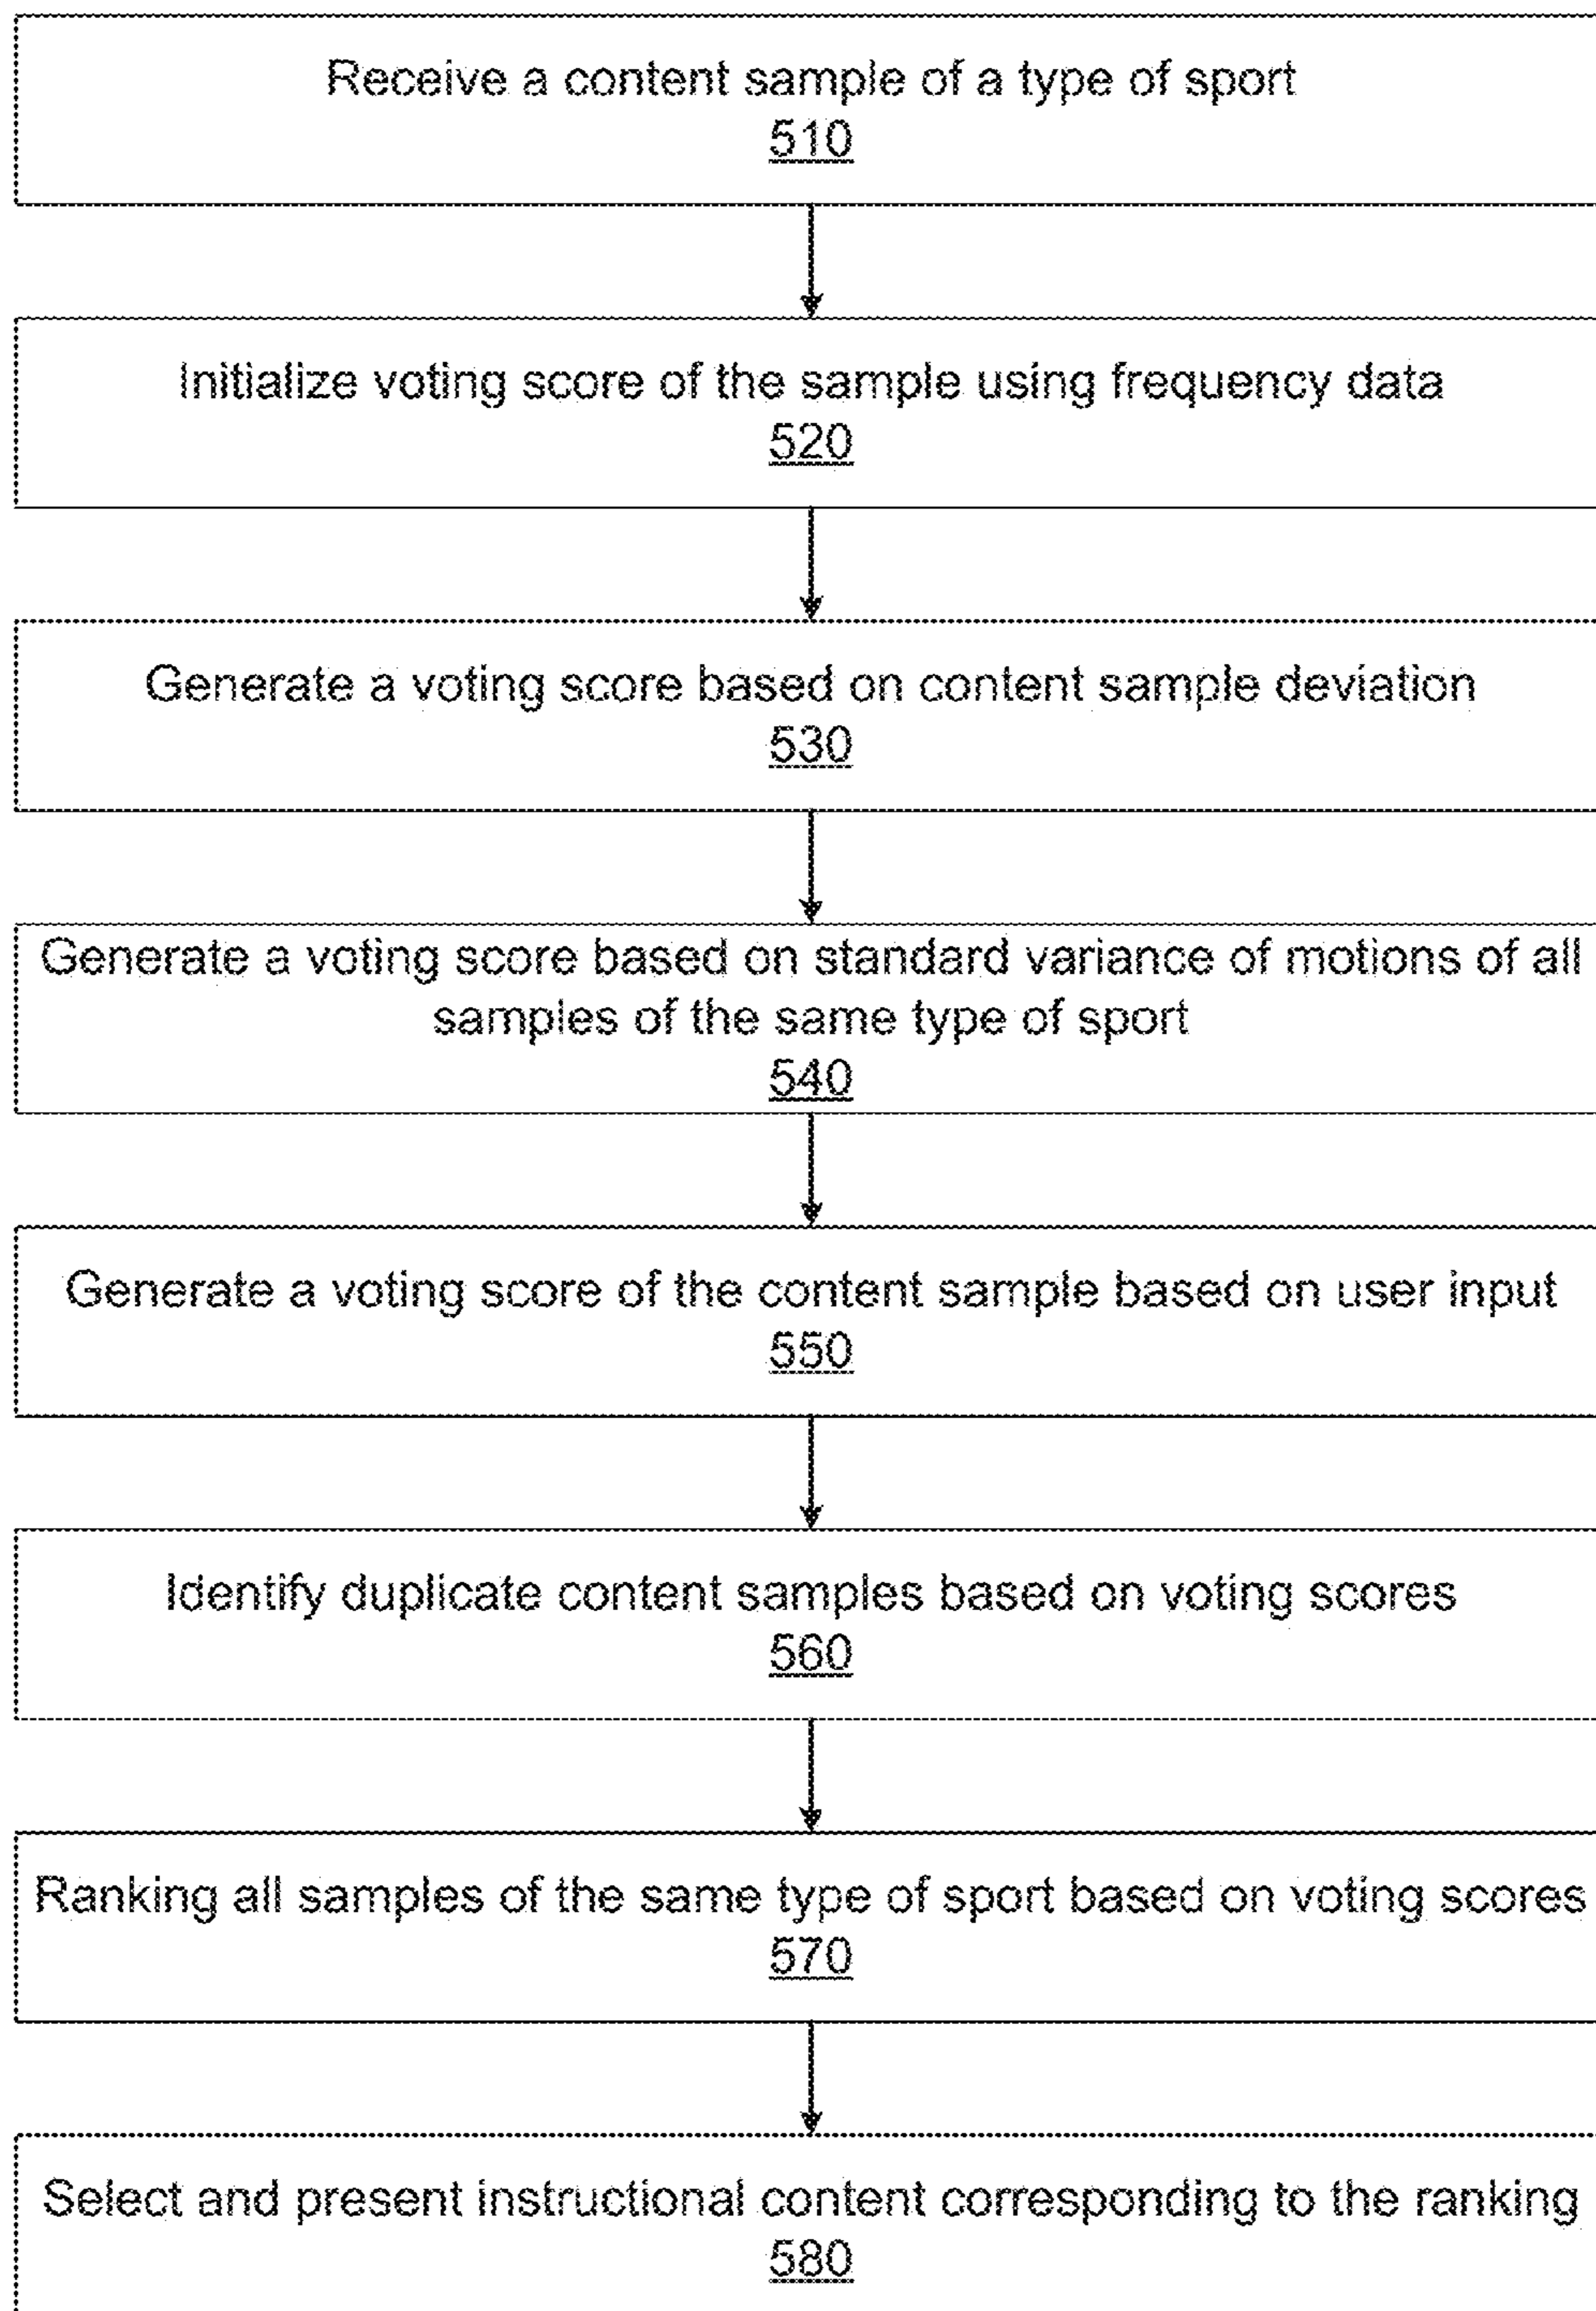 Receive a content sample of a type of sport
510
Initialize voting score of the sample using frequency data
520
Generate a voting score based on content sample deviation
530
Generate a voting score based on standard variance of motions of all
samples of the same type of sport
540
Generate a voting score of the content sample based on user input
550
Identify duplicate content samples based on voting scores
560
Ranking all samples of the same type of sport based on voting scores
570
Select and present instructional content corresponding to the ranking
580